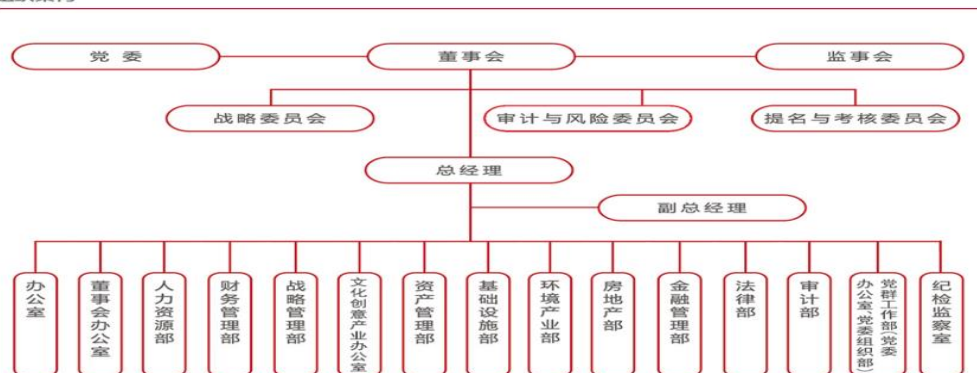 党委
董事会
监事会
战略委员会
审计与风险委员会
提名与考核委员会
总经理
副总经理
办公室
董事会办公室
人力资源部
财务管理部
战略管理部
文化创意产业办公室
资产管理部
基础设施部
环境产业部
房地产部
金融管理部
法律部
审计部
党群工作部(党委
办公室、党委组织部)
纪检监察室